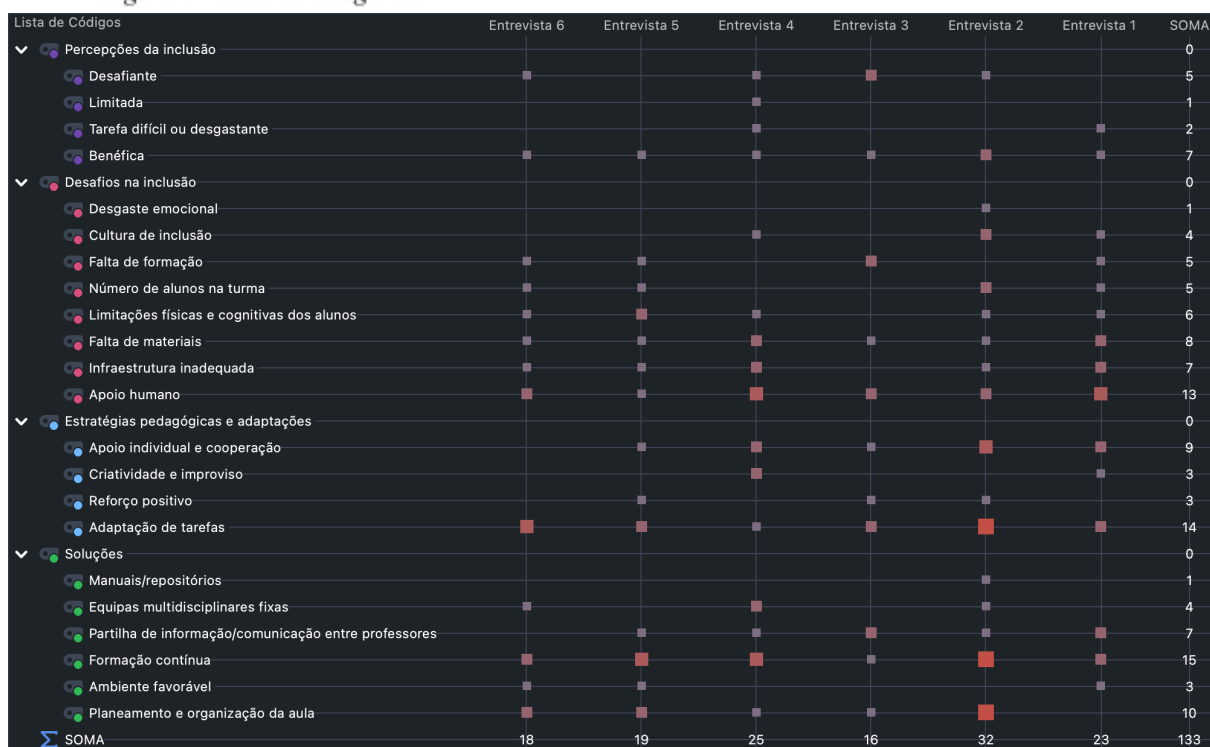 Lista de Códigos Entrevista 6 Entrevista 5 Entrevista 4 Entrevista 3 Entrevista 2 Entrevista 1 SOMA
Percepções da inclusão 0
Desafiante 5
Limitada 1
Tarefa difícil ou desgastante 2
Benéfica 7
Desafios na inclusão 0
Desgaste emocional 1
Cultura de inclusão 4
Falta de formação 5
Número de alunos na turma 5
Limitações físicas e cognitivas dos alunos 6
Falta de materiais 8
Infraestrutura inadequada 7
Apoio humano 13
Estratégias pedagógicas e adaptações 0
Apoio individual e cooperação 9
Criatividade e improviso 3
Reforço positivo 3
Adaptação de tarefas 14
Soluções 0
Manuais/repositórios 1
Equipas multidisciplinares fixas 4
Partilha de informação/comunicação entre professores 7
Formação contínua 15
Ambiente favorável 3
Planeamento e organização da aula 10
Σ SOMA 18 19 25 16 32 23 133